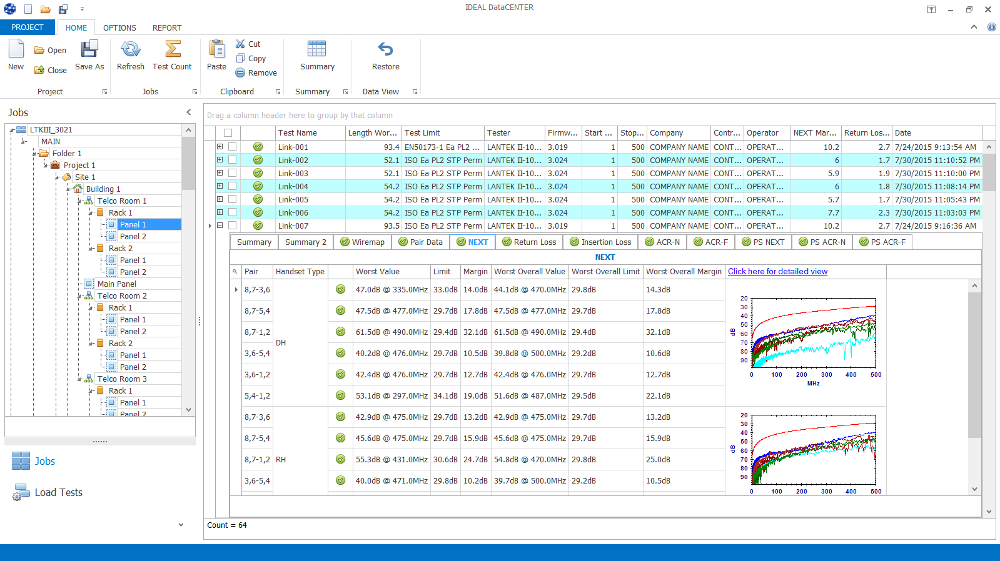 IDEAL DataCENTER
PROJECT HOME OPTIONS REPORT
New Open Close Save As Refresh Test Count Paste Cut Copy Remove Summary Restore
Project Jobs Clipboard Summary Data View
Jobs
LTKIII_3021
MAIN
Folder 1
Project 1
Site 1
Building 1
Telco Room 1
Rack 1
Panel 1
Panel 2
Rack 2
Panel 1
Panel 2
Main Panel
Telco Room 2
Rack 1
Panel 1
Panel 2
Rack 2
Panel 1
Panel 2
Telco Room 3
Rack 1
Panel 1
Panel 2
Jobs
Load Tests
Drag a column header here to group by that column
Test Name Length Wor... Test Limit Tester Firmw... Start ... Stop... Company Contr... Operator NEXT Mar... Return Los... Date
Link-001 93.4 EN50173-1 Ea PL2 ... LANTEK II-10... 3.019 1 500 COMPANY NAME CONT... OPERAT... 10.2 2.7 7/24/2015 9:13:54 AM
Link-002 52.1 ISO Ea PL2 STP Perm LANTEK II-10... 3.024 1 500 COMPANY NAME CONT... OPERAT... 6 1.7 7/30/2015 11:10:52 PM
Link-003 52.1 ISO Ea PL2 STP Perm LANTEK II-10... 3.024 1 500 COMPANY NAME CONT... OPERAT... 5.9 1.9 7/30/2015 11:10:00 PM
Link-004 54.2 ISO Ea PL2 STP Perm LANTEK II-10... 3.024 1 500 COMPANY NAME CONT... OPERAT... 6 1.8 7/30/2015 11:08:14 PM
Link-005 54.2 ISO Ea PL2 STP Perm LANTEK II-10... 3.024 1 500 COMPANY NAME CONT... OPERAT... 5.7 1.7 7/30/2015 11:05:43 PM
Link-006 54.2 ISO Ea PL2 STP Perm LANTEK II-10... 3.024 1 500 COMPANY NAME CONT... OPERAT... 7.7 2.3 7/30/2015 11:03:03 PM
Link-007 93.5 ISO Ea PL2 STP Perm LANTEK II-10... 3.019 1 500 COMPANY NAME CONT... OPERAT... 10.2 2.7 7/24/2015 9:16:36 AM
Summary Summary 2 Wiremap Pair Data NEXT Return Loss Insertion Loss ACR-N ACR-F PS NEXT PS ACR-N PS ACR-F
NEXT
Pair Handset Type Worst Value Limit Margin Worst Overall Value Worst Overall Limit Worst Overall Margin Click here for detailed view
8,7-3,6 47.0dB @ 335.0MHz 33.0dB 14.0dB 44.1dB @ 470.0MHz 29.8dB 14.3dB
8,7-5,4 47.5dB @ 477.0MHz 29.7dB 17.8dB 47.5dB @ 477.0MHz 29.7dB 17.8dB
8,7-1,2 61.5dB @ 490.0MHz 29.4dB 32.1dB 61.5dB @ 490.0MHz 29.4dB 32.1dB
DH
3,6-5,4 40.2dB @ 476.0MHz 29.7dB 10.5dB 39.8dB @ 500.0MHz 29.2dB 10.6dB
3,6-1,2 42.4dB @ 476.0MHz 29.7dB 12.7dB 42.4dB @ 476.0MHz 29.7dB 12.7dB
5,4-1,2 53.1dB @ 297.0MHz 34.1dB 19.0dB 51.6dB @ 487.0MHz 29.5dB 22.1dB
8,7-3,6 42.9dB @ 475.0MHz 29.7dB 13.2dB 42.9dB @ 475.0MHz 29.7dB 13.2dB
8,7-5,4 45.6dB @ 475.0MHz 29.7dB 15.9dB 45.6dB @ 475.0MHz 29.7dB 15.9dB
8,7-1,2 RH 55.3dB @ 431.0MHz 30.6dB 24.7dB 54.8dB @ 470.0MHz 29.8dB 25.0dB
3,6-5,4 40.0dB @ 471.0MHz 29.8dB 10.2dB 39.7dB @ 500.0MHz 29.2dB 10.5dB
20
30
40
50
60
70
80
90
dB
0 100 200 300 400 500
MHz
20
30
40
50
60
70
80
90
dB
0 100 200 300 400 500
Count = 64